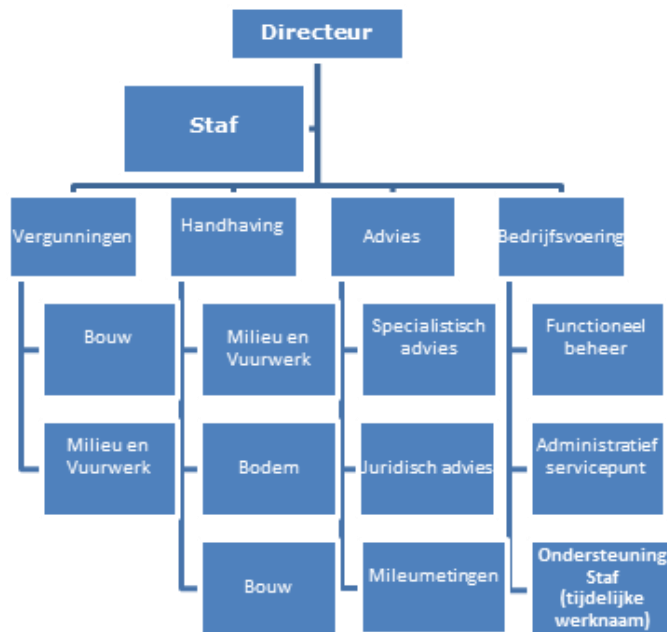 Directeur
Staf
Vergunningen
Handhaving
Advies
Bedrijfsvoering
Bouw
Milieu en
Vuurwerk
Specialistisch
advies
Functioneel
beheer
Milieu en
Vuurwerk
Bodem
Juridisch advies
Administratief
servicepunt
Bouw
Mileumetingen
Ondersteuning
Staf
(tijdelijke
werknaam)